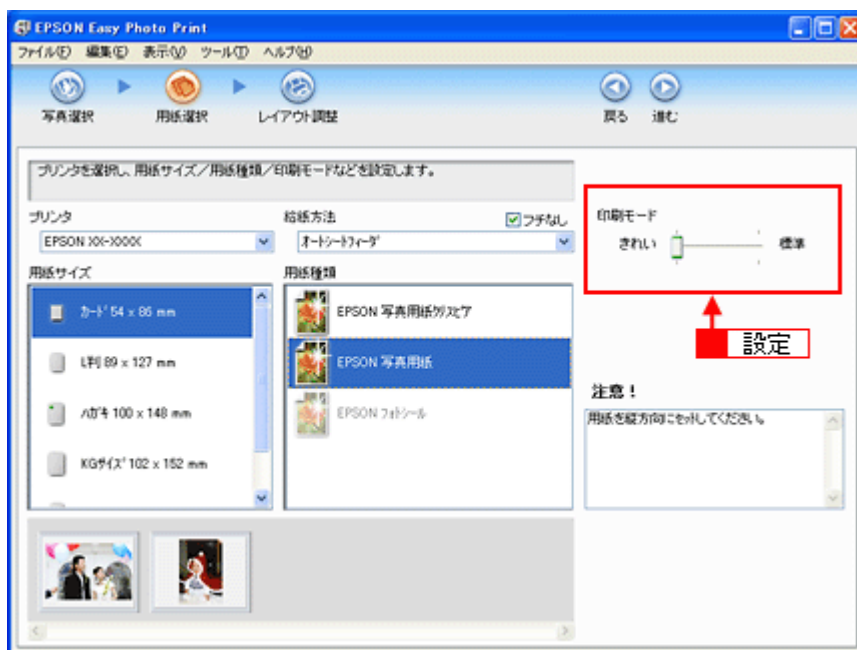 EPSON Easy Photo Print
ファイル(F) 編集(E) 表示(V) ツール(T) ヘルプ(H)
写真選択 用紙選択 レイアウト調整 戻る 進む
プリンタを選択し、用紙サイズ／用紙種類／印刷モードなどを設定します。
プリンタ 給紙方法 フチなし
EPSON XX-XXXX オートシートフィーダ
用紙サイズ 用紙種類
カード 54 x 86 mm
L判 89 x 127 mm
ハガキ 100 x 148 mm
KGサイズ 102 x 152 mm
EPSON 写真用紙クリスピア
EPSON 写真用紙
EPSON フォトシール
印刷モード
きれい 標準
設定
注意！
用紙を縦方向にセットしてください。